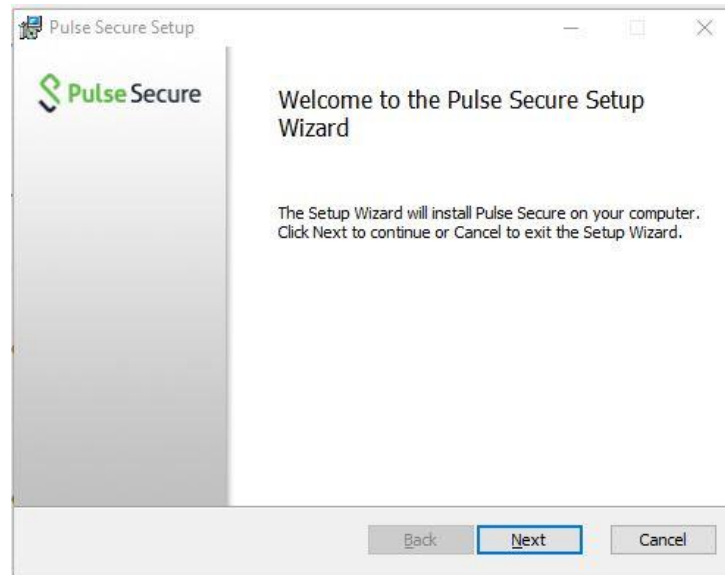 Pulse Secure Setup
Pulse Secure
Welcome to the Pulse Secure Setup
Wizard
The Setup Wizard will install Pulse Secure on your computer.
Click Next to continue or Cancel to exit the Setup Wizard.
Back Next Cancel